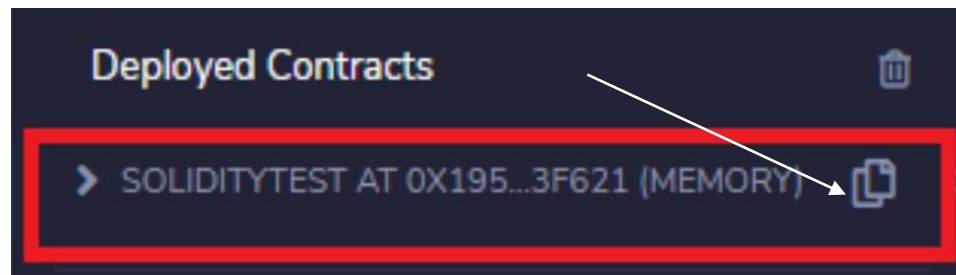 Deployed Contracts
SOLIDITYTEST AT 0X195...3F621 (MEMORY)